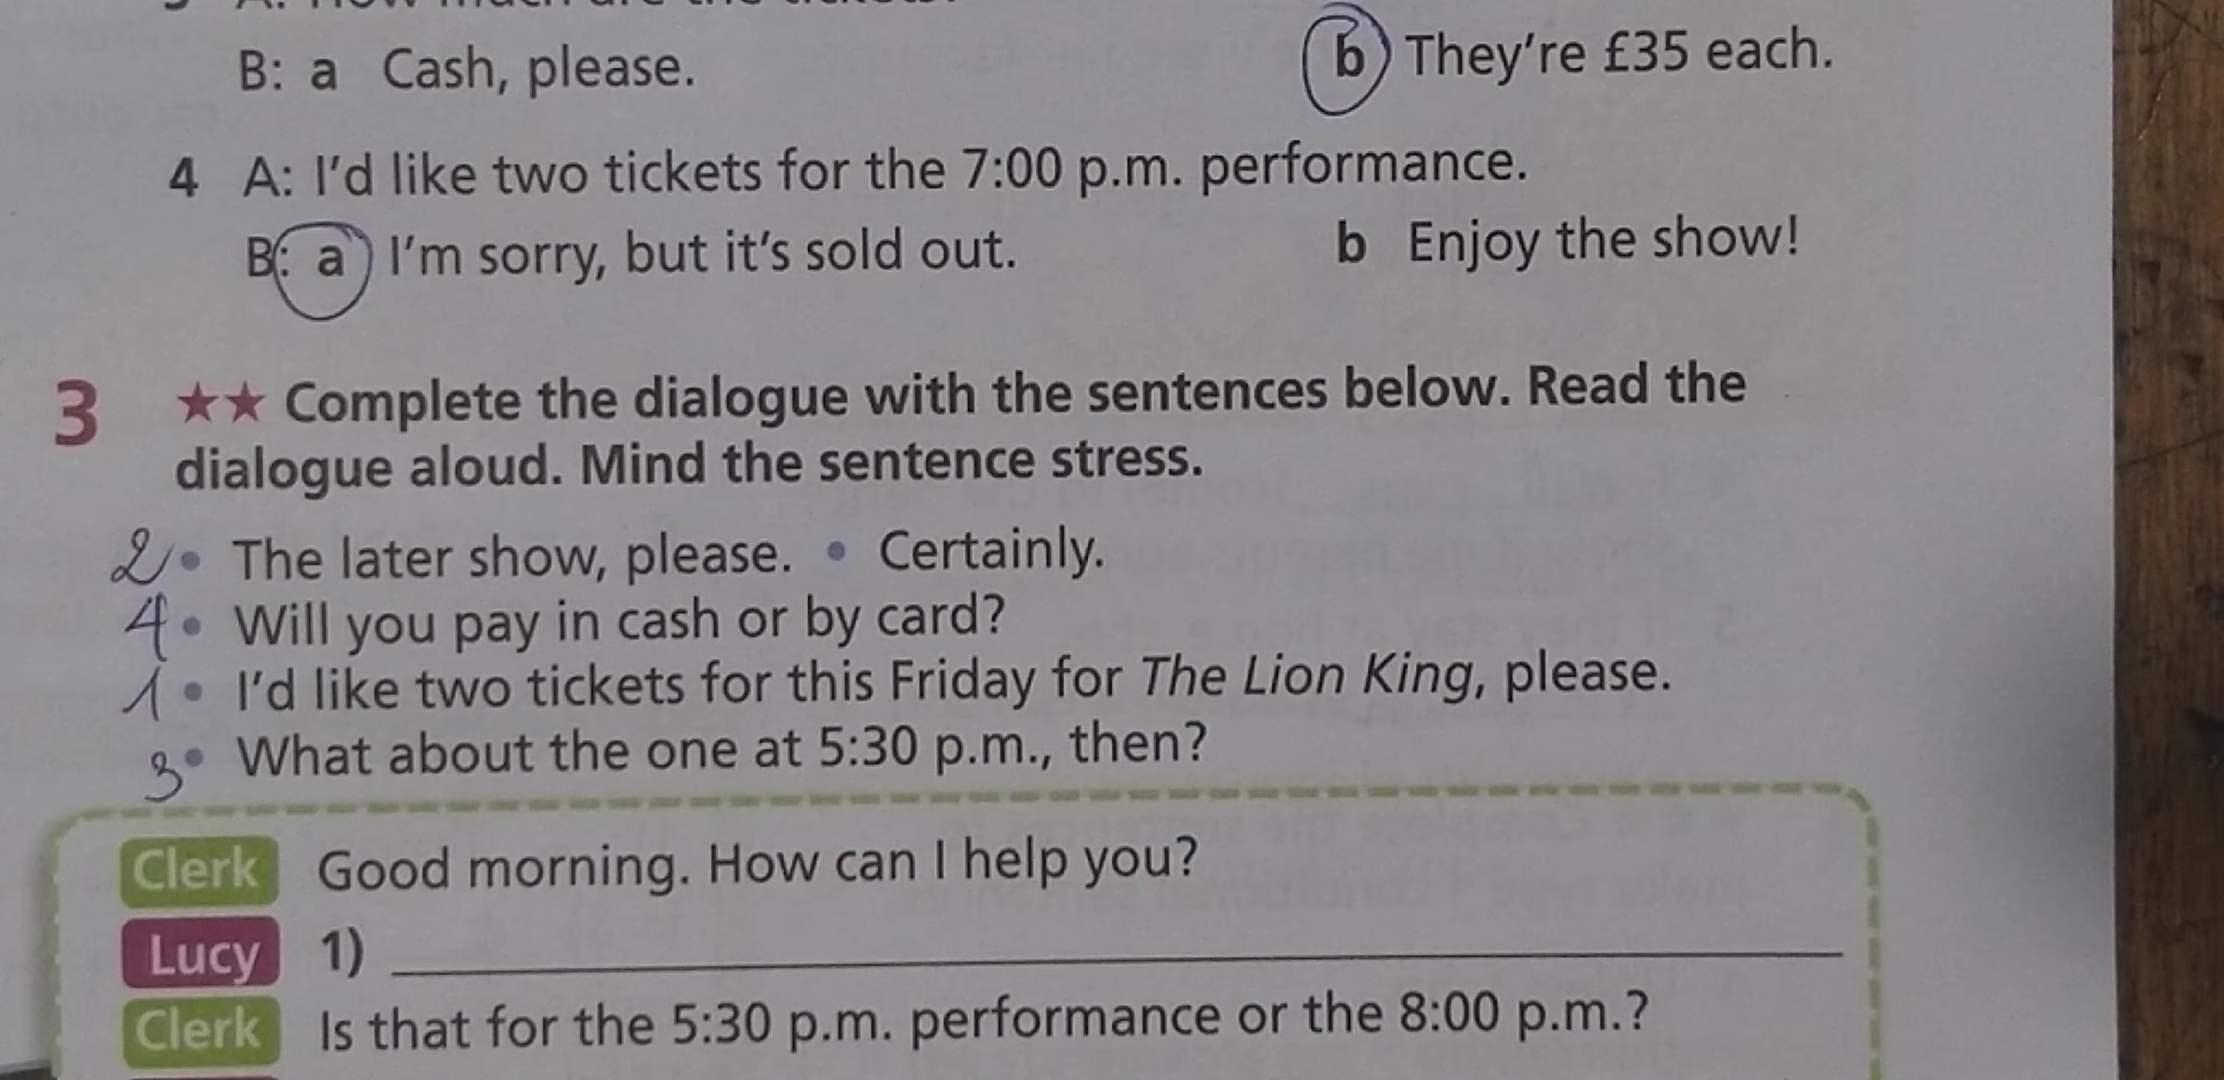 B: a Cash, please. b They're £35 each.
4 A: I'd like two tickets for the 7:00 p.m. performance.
B: a I'm sorry, but it's sold out. b Enjoy the show!
3 ★★ Complete the dialogue with the sentences below. Read the
dialogue aloud. Mind the sentence stress.
2 • The later show, please. • Certainly.
4 • Will you pay in cash or by card?
1 • I'd like two tickets for this Friday for The Lion King, please.
3 • What about the one at 5:30 p.m., then?
Clerk Good morning. How can I help you?
Lucy 1)
Clerk Is that for the 5:30 p.m. performance or the 8:00 p.m.?